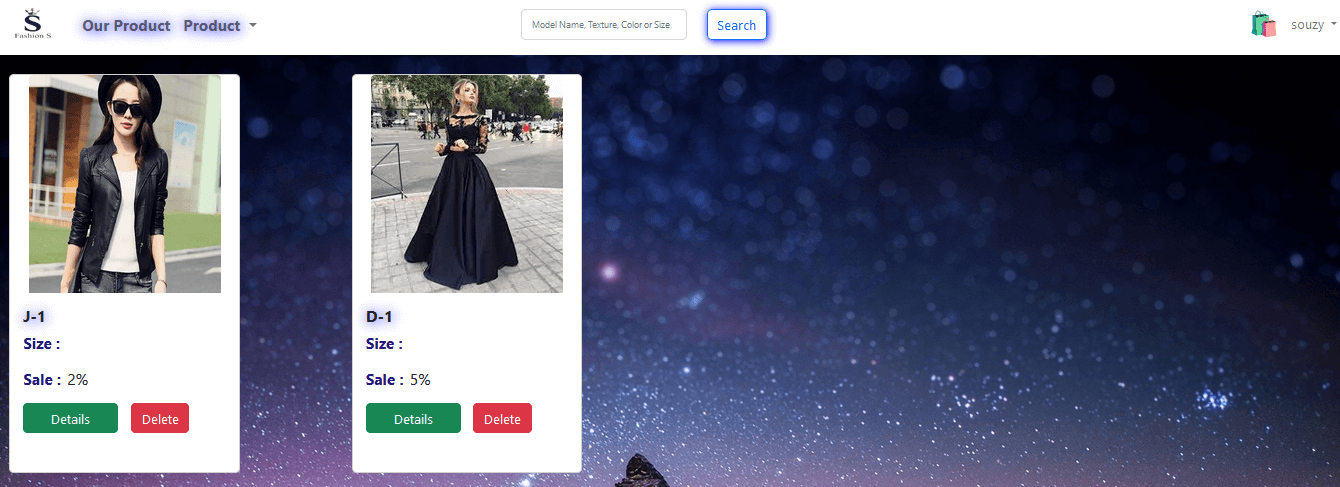 S
Fashion S
Our Product Product
Model Name, Texture, Color or Size
Search
souzy
J-1
Size :
Sale : 2%
Details Delete
D-1
Size :
Sale : 5%
Details Delete